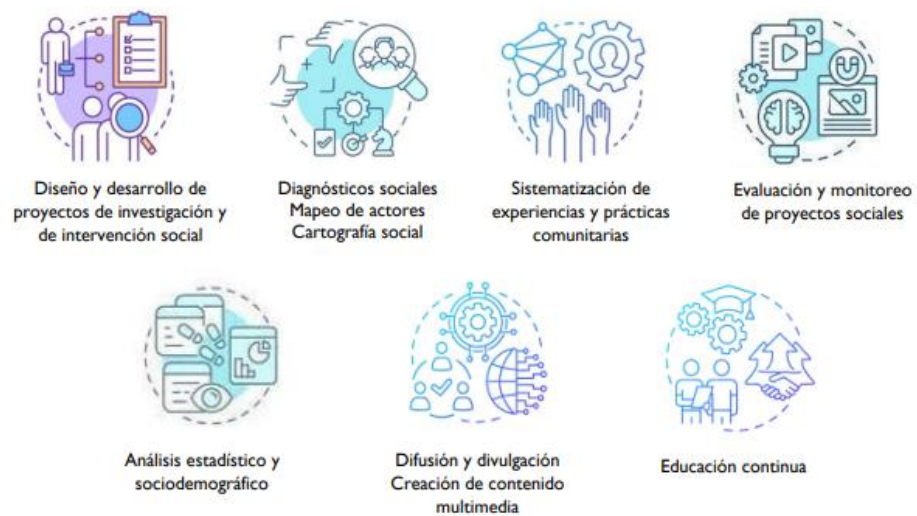 Diseño y desarrollo de
proyectos de investigación y
de intervención social
Diagnósticos sociales
Mapeo de actores
Cartografía social
Sistematización de
experiencias y prácticas
comunitarias
Evaluación y monitoreo
de proyectos sociales
Análisis estadístico y
sociodemográfico
Difusión y divulgación
Creación de contenido
multimedia
Educación continua